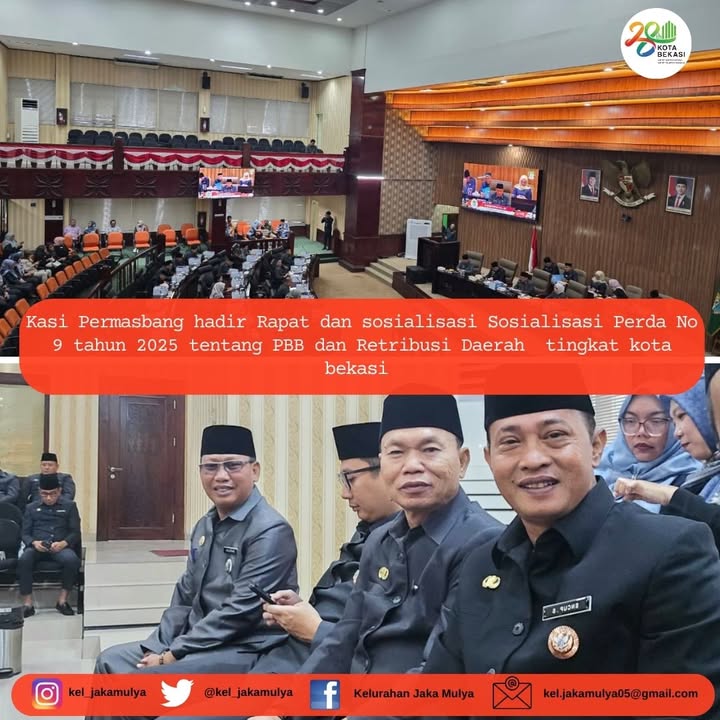 28
KOTA
BEKASI
Kasi Permasbang hadir Rapat dan sosialisasi Sosialisasi Perda No
9 tahun 2025 tentang PBB dan Retribusi Daerah tingkat kota
bekasi
ENCUP. S
kel_jakamulya
@kel_jakamulya
Kelurahan Jaka Mulya
kel.jakamulya05@gmail.com